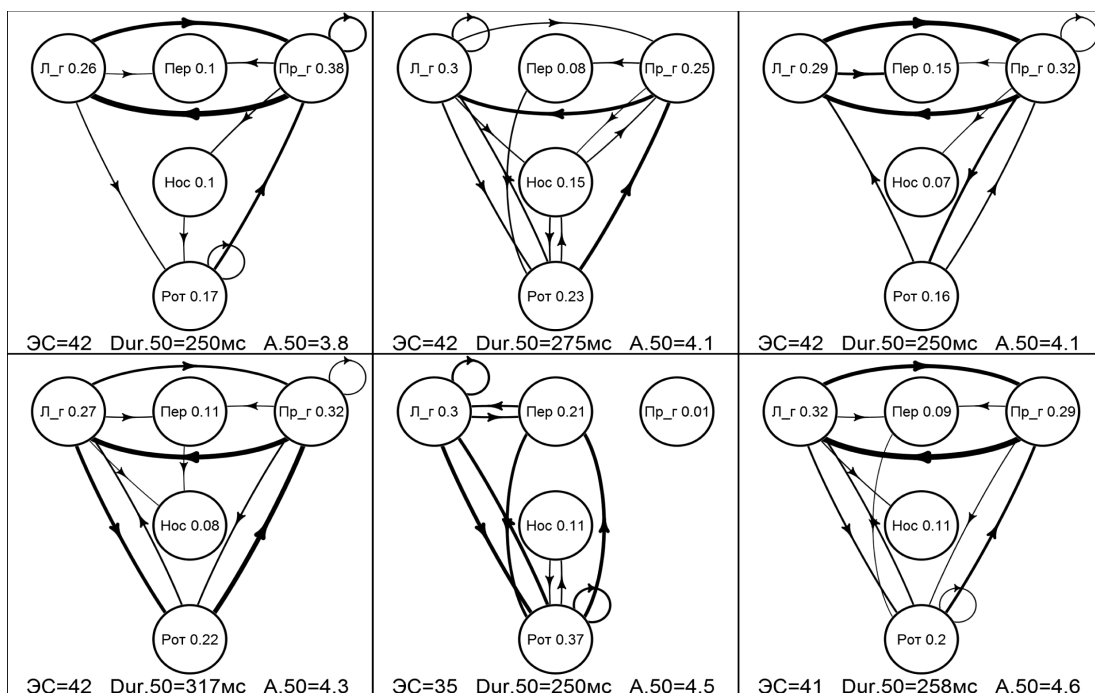 Л_г 0.26 Пер 0.1 Пр_г 0.38
Нос 0.1
Рот 0.17
ЭС=42 Dur.50=250мс A.50=3.8
Л_г 0.3 Пер 0.08 Пр_г 0.25
Нос 0.15
Рот 0.23
ЭС=42 Dur.50=275мс A.50=4.1
Л_г 0.29 Пер 0.15 Пр_г 0.32
Нос 0.07
Рот 0.16
ЭС=42 Dur.50=250мс A.50=4.1
Л_г 0.27 Пер 0.11 Пр_г 0.32
Нос 0.08
Рот 0.22
ЭС=42 Dur.50=317мс A.50=4.3
Л_г 0.3 Пер 0.21 Пр_г 0.01
Нос 0.11
Рот 0.37
ЭС=35 Dur.50=250мс A.50=4.5
Л_г 0.32 Пер 0.09 Пр_г 0.29
Нос 0.11
Рот 0.2
ЭС=41 Dur.50=258мс A.50=4.6